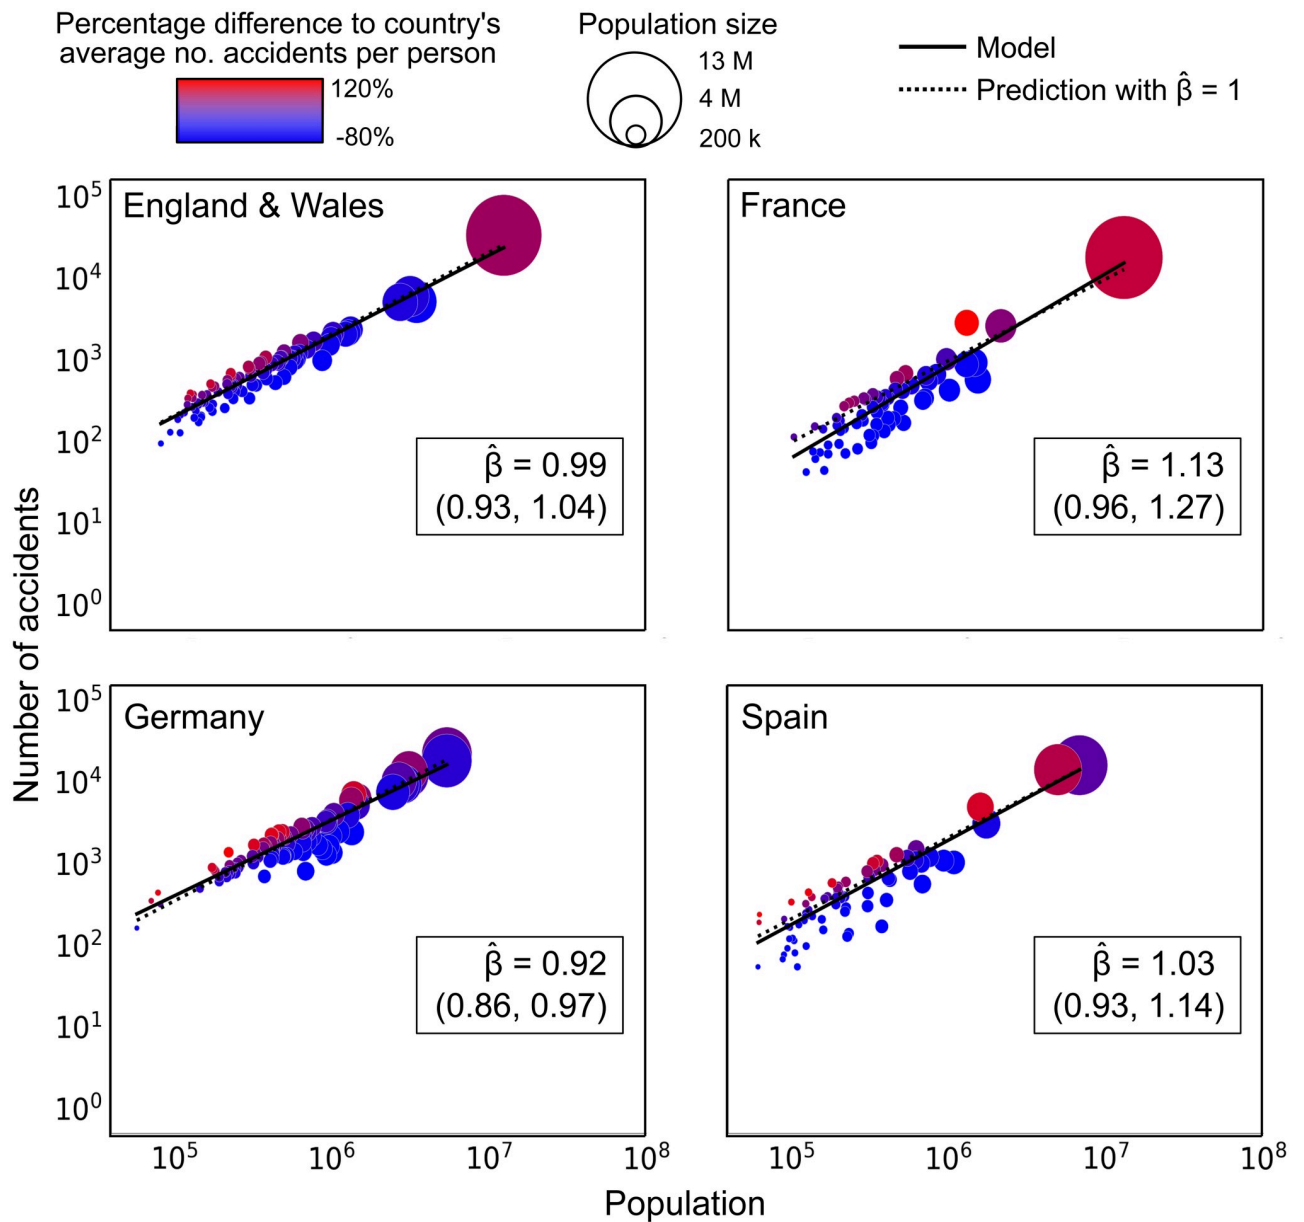 Percentage difference to country's
average no. accidents per person
120%
-80%
Population size
13 M
4 M
200 k
Model
Prediction with β̂ = 1
Number of accidents
England & Wales
10⁵
10⁴
10³
10²
10¹
10⁰
β̂ = 0.99
(0.93, 1.04)
France
β̂ = 1.13
(0.96, 1.27)
Germany
10⁵
10⁴
10³
10²
10¹
10⁰
β̂ = 0.92
(0.86, 0.97)
10⁵
10⁶
10⁷
10⁸
Spain
β̂ = 1.03
(0.93, 1.14)
10⁵
10⁶
10⁷
10⁸
Population